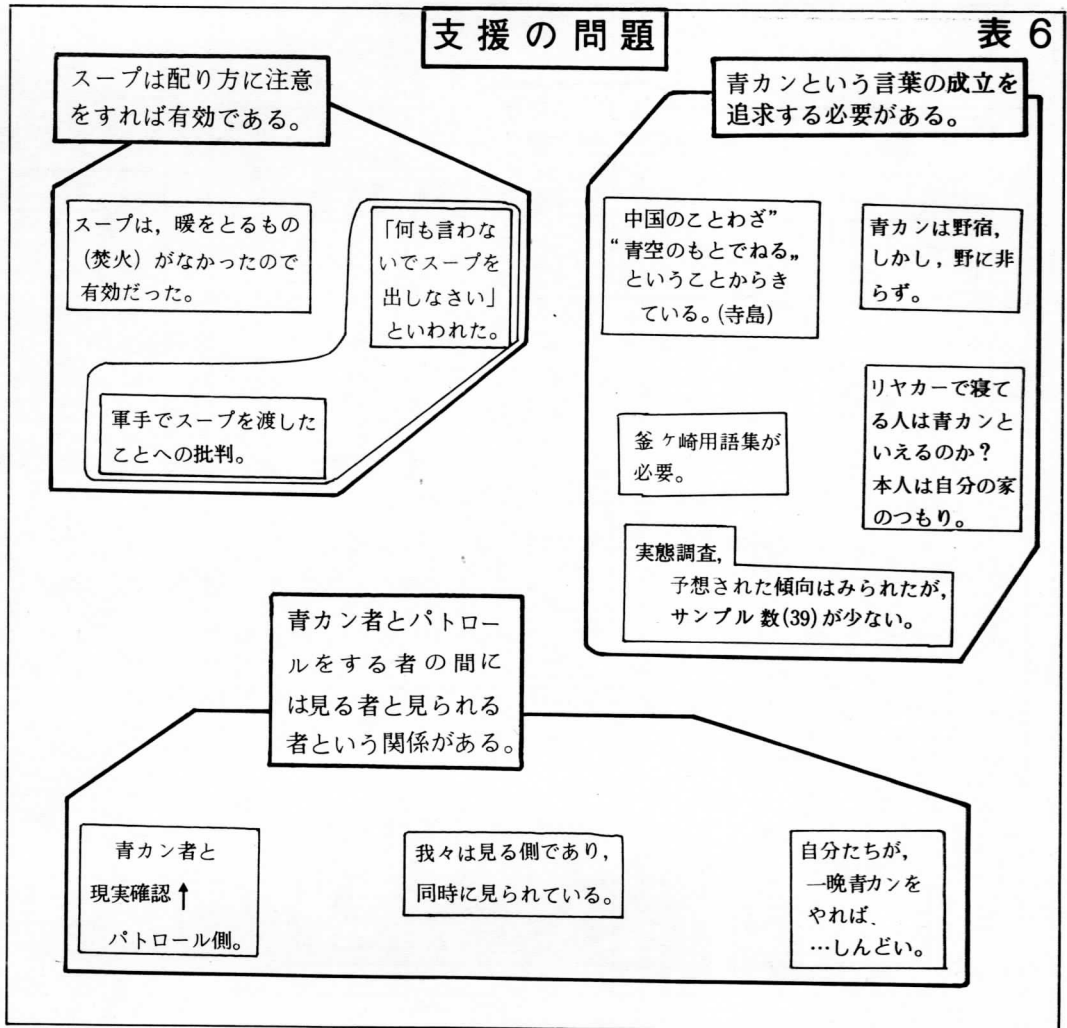 支援の問題
表6
スープは配り方に注意
をすれば有効である。
スープは，暖をとるもの
(焚火）がなかったので
有効だった。
「何も言わな
いでスープを
出しなさい」
といわれた。
軍手でスープを渡した
ことへの批判。
青カンという言葉の成立を
追求する必要がある。
中国のことわざ”
“青空のもとでねる„
ということからき
ている。(寺島）
青カンは野宿，
しかし，野に非
らず。
釜ヶ崎用語集が
必要。
リヤカーで寝て
る人は青カンと
いえるのか？
本人は自分の家
のつもり。
実態調査，
予想された傾向はみられたが，
サンプル数(39)が少ない。
青カン者とパトロー
ルをする者の間に
は見る者と見られる
者という関係がある。
青カン者と
現実確認↑
パトロール側。
我々は見る側であり，
同時に見られている。
自分たちが，
一晩青カンを
やれば．
…しんどい。